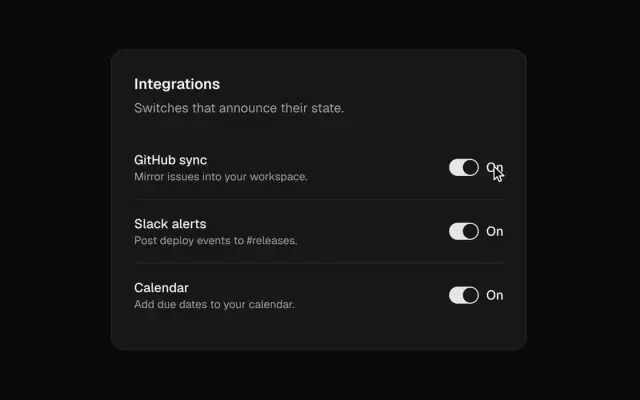 Integrations
Switches that announce their state.
GitHub sync
On
Mirror issues into your workspace.
Slack alerts
On
Post deploy events to #releases.
Calendar
On
Add due dates to your calendar.